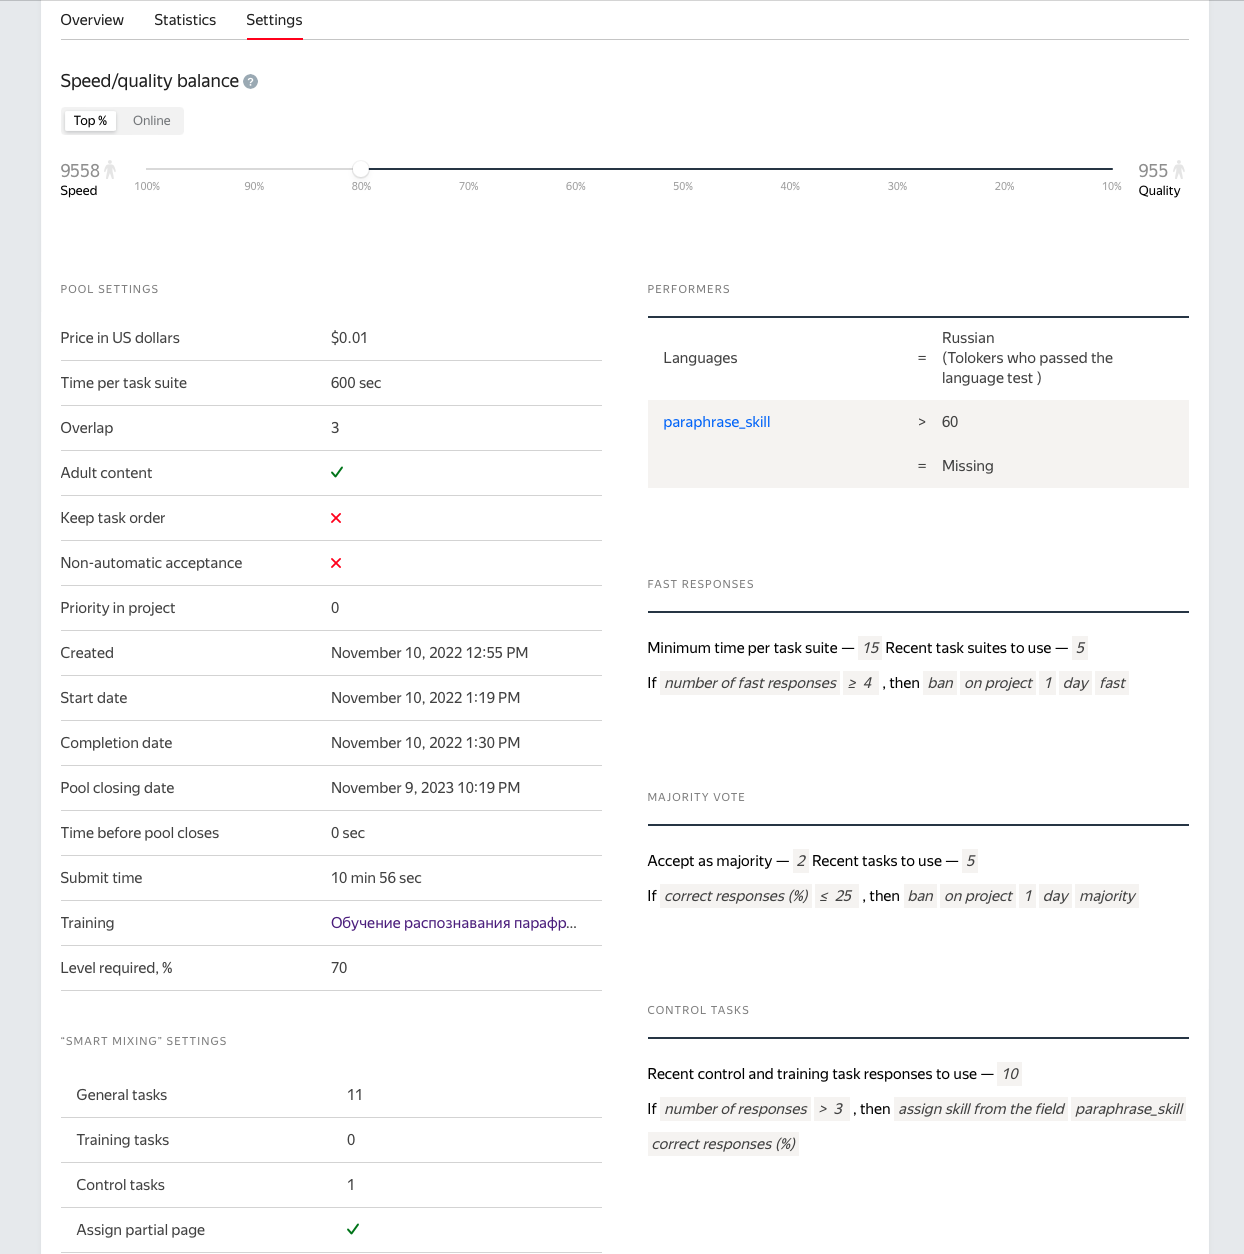 Overview Statistics Settings
Speed/quality balance ?
Top % Online
9558 955
Speed 100% 90% 80% 70% 60% 50% 40% 30% 20% 10% Quality
POOL SETTINGS
Price in US dollars $0.01
Time per task suite 600 sec
Overlap 3
Adult content
Keep task order
Non-automatic acceptance
Priority in project 0
Created November 10, 2022 12:55 PM
Start date November 10, 2022 1:19 PM
Completion date November 10, 2022 1:30 PM
Pool closing date November 9, 2023 10:19 PM
Time before pool closes 0 sec
Submit time 10 min 56 sec
Training Обучение распознавания парафр...
Level required, % 70
"SMART MIXING" SETTINGS
General tasks 11
Training tasks 0
Control tasks 1
Assign partial page
PERFORMERS
Languages = Russian
(Tolokers who passed the
language test )
paraphrase_skill > 60
= Missing
FAST RESPONSES
Minimum time per task suite — 15 Recent task suites to use — 5
If number of fast responses ≥ 4 , then ban on project 1 day fast
MAJORITY VOTE
Accept as majority — 2 Recent tasks to use — 5
If correct responses (%) ≤ 25 , then ban on project 1 day majority
CONTROL TASKS
Recent control and training task responses to use — 10
If number of responses > 3 , then assign skill from the field paraphrase_skill
correct responses (%)